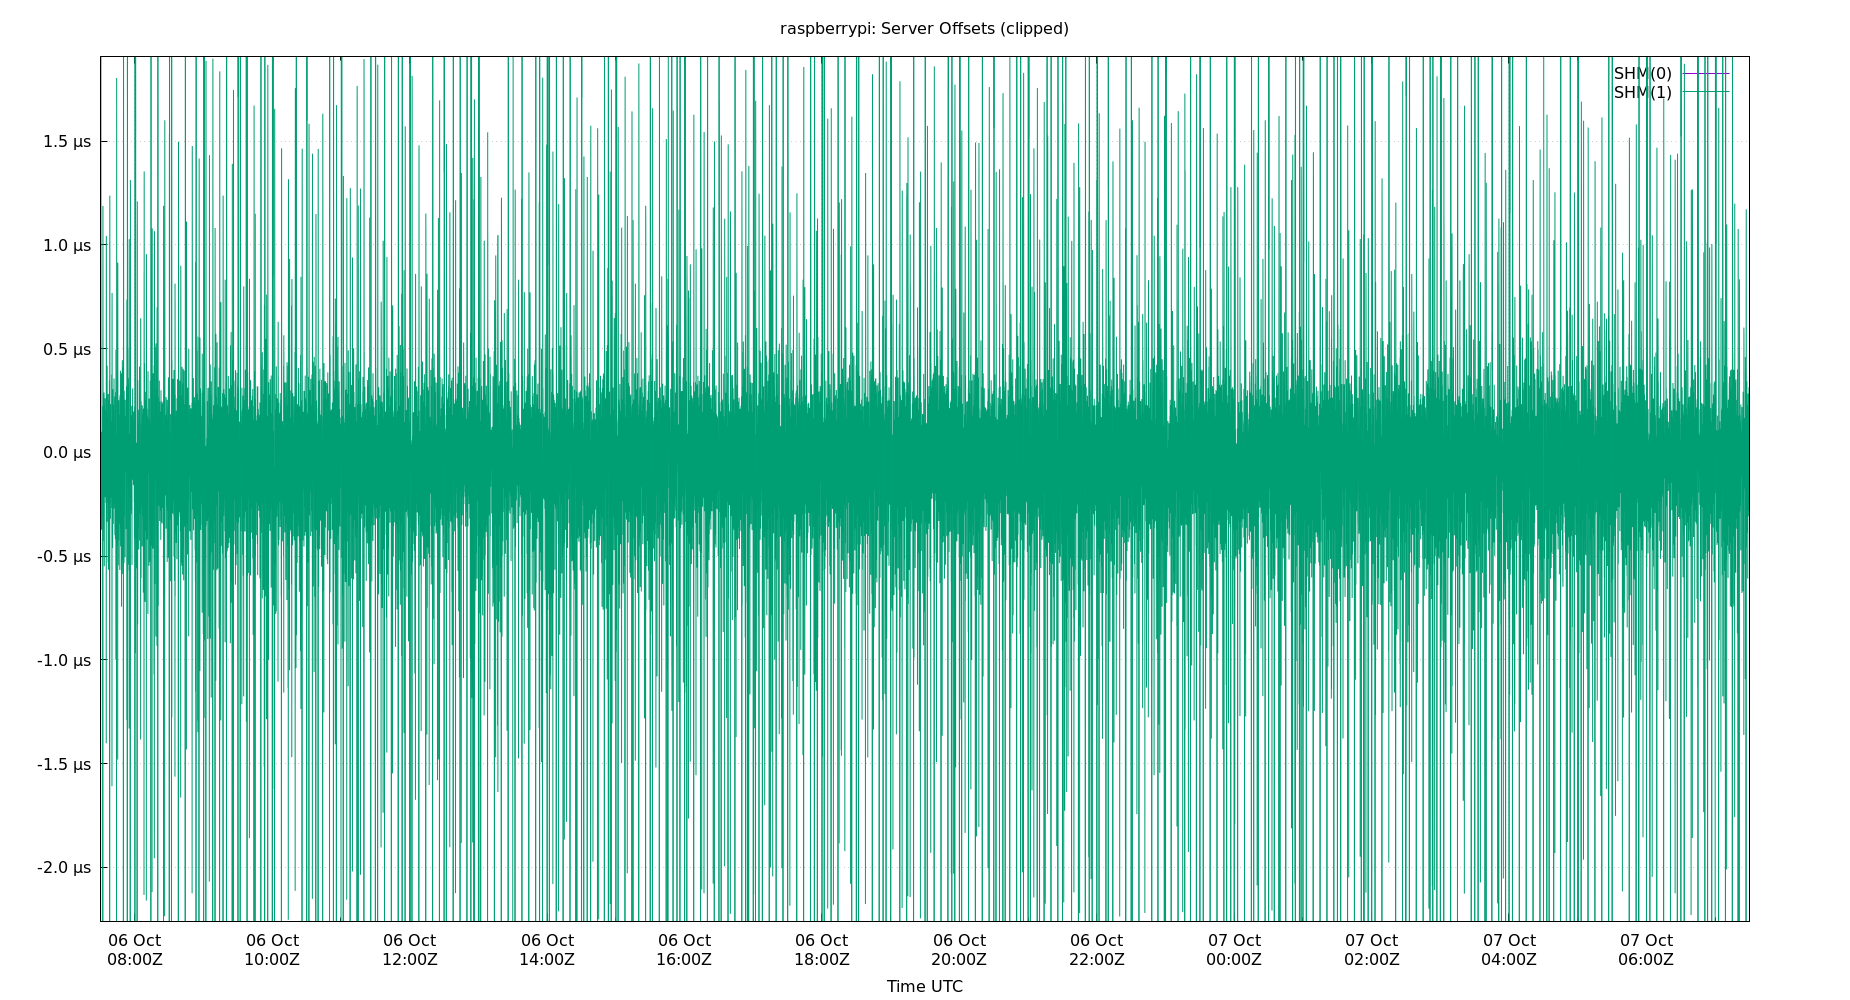 raspberrypi: Server Offsets (clipped)
SHM(0)
SHM(1)
1.5 µs
1.0 µs
0.5 µs
0.0 µs
-0.5 µs
-1.0 µs
-1.5 µs
-2.0 µs
06 Oct 06 Oct 06 Oct 06 Oct 06 Oct 06 Oct 06 Oct 06 Oct 07 Oct 07 Oct 07 Oct 07 Oct
08:00Z 10:00Z 12:00Z 14:00Z 16:00Z 18:00Z 20:00Z 22:00Z 00:00Z 02:00Z 04:00Z 06:00Z
Time UTC